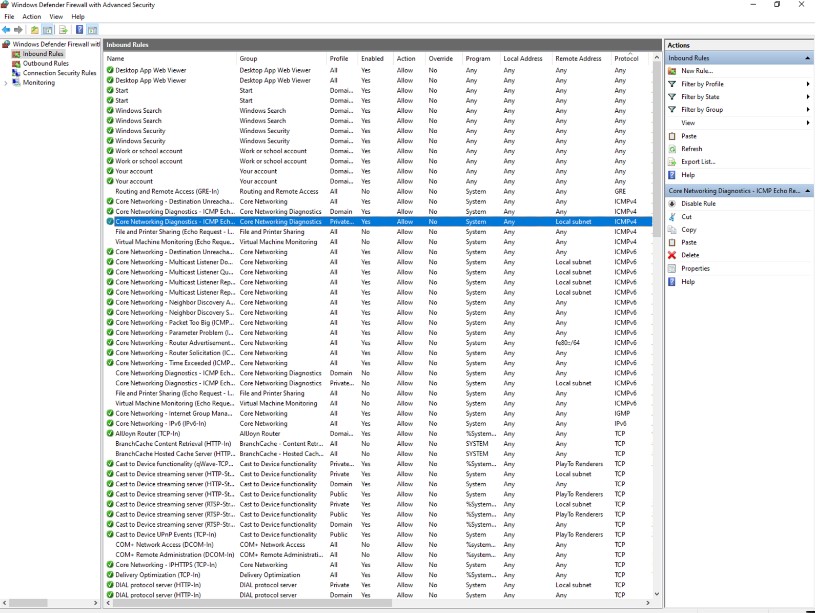 Windows Defender Firewall with Advanced Security
File Action View Help
Windows Defender Firewall with
Inbound Rules
Outbound Rules
Connection Security Rules
Monitoring
Inbound Rules
Name Group Profile Enabled Action Override Program Local Address Remote Address Protocol
Desktop App Web Viewer Desktop App Web Viewer All Yes Allow No Any Any Any Any
Desktop App Web Viewer Desktop App Web Viewer All Yes Allow No Any Any Any Any
Start Start Domai... Yes Allow No Any Any Any Any
Start Start Domai... Yes Allow No Any Any Any Any
Windows Search Windows Search Domai... Yes Allow No Any Any Any Any
Windows Search Windows Search Domai... Yes Allow No Any Any Any Any
Windows Security Windows Security Domai... Yes Allow No Any Any Any Any
Windows Security Windows Security Domai... Yes Allow No Any Any Any Any
Work or school account Work or school account Domai... Yes Allow No Any Any Any Any
Work or school account Work or school account Domai... Yes Allow No Any Any Any Any
Your account Your account Domai... Yes Allow No Any Any Any Any
Your account Your account Domai... Yes Allow No Any Any Any Any
Routing and Remote Access (GRE-In) Routing and Remote Access All No Allow No System Any Any GRE
Core Networking - Destination Unreacha... Core Networking All Yes Allow No System Any Any ICMPv4
Core Networking Diagnostics - ICMP Ech... Core Networking Diagnostics Domain Yes Allow No System Any Any ICMPv4
Core Networking Diagnostics - ICMP Ech... Core Networking Diagnostics Private... Yes Allow No System Any Local subnet ICMPv4
File and Printer Sharing (Echo Request - I... File and Printer Sharing All No Allow No System Any Any ICMPv4
Virtual Machine Monitoring (Echo Reque... Virtual Machine Monitoring All No Allow No System Any Any ICMPv4
Core Networking - Destination Unreacha... Core Networking All Yes Allow No System Any Any ICMPv6
Core Networking - Multicast Listener Do... Core Networking All Yes Allow No System Any Local subnet ICMPv6
Core Networking - Multicast Listener Qu... Core Networking All Yes Allow No System Any Local subnet ICMPv6
Core Networking - Multicast Listener Rep... Core Networking All Yes Allow No System Any Local subnet ICMPv6
Core Networking - Multicast Listener Rep... Core Networking All Yes Allow No System Any Local subnet ICMPv6
Core Networking - Neighbor Discovery A... Core Networking All Yes Allow No System Any Any ICMPv6
Core Networking - Neighbor Discovery S... Core Networking All Yes Allow No System Any Any ICMPv6
Core Networking - Packet Too Big (ICMP... Core Networking All Yes Allow No System Any Any ICMPv6
Core Networking - Parameter Problem (I... Core Networking All Yes Allow No System Any Any ICMPv6
Core Networking - Router Advertisement... Core Networking All Yes Allow No System Any fe80::/64 ICMPv6
Core Networking - Router Solicitation (IC... Core Networking All Yes Allow No System Any Any ICMPv6
Core Networking - Time Exceeded (ICMP... Core Networking All Yes Allow No System Any Any ICMPv6
Core Networking Diagnostics - ICMP Ech... Core Networking Diagnostics Domain No Allow No System Any Any ICMPv6
Core Networking Diagnostics - ICMP Ech... Core Networking Diagnostics Private... No Allow No System Any Local subnet ICMPv6
File and Printer Sharing (Echo Request - I... File and Printer Sharing All No Allow No System Any Any ICMPv6
Virtual Machine Monitoring (Echo Reque... Virtual Machine Monitoring All No Allow No System Any Any ICMPv6
Core Networking - Internet Group Mana... Core Networking All Yes Allow No System Any Any IGMP
Core Networking - IPv6 (IPv6-In) Core Networking All Yes Allow No System Any Any IPv6
AllJoyn Router (TCP-In) AllJoyn Router Domai... Yes Allow No %System... Any Any TCP
BranchCache Content Retrieval (HTTP-In) BranchCache - Content Retr... All No Allow No SYSTEM Any Any TCP
BranchCache Hosted Cache Server (HTTP... BranchCache - Hosted Cach... All No Allow No SYSTEM Any Any TCP
Cast to Device functionality (qWave-TCP... Cast to Device functionality Private... Yes Allow No %System... Any PlayTo Renderers TCP
Cast to Device streaming server (HTTP-St... Cast to Device functionality Private Yes Allow No System Any Local subnet TCP
Cast to Device streaming server (HTTP-St... Cast to Device functionality Domain Yes Allow No System Any Any TCP
Cast to Device streaming server (HTTP-St... Cast to Device functionality Public Yes Allow No System Any PlayTo Renderers TCP
Cast to Device streaming server (RTSP-Str... Cast to Device functionality Private Yes Allow No %System... Any Local subnet TCP
Cast to Device streaming server (RTSP-Str... Cast to Device functionality Public Yes Allow No %System... Any PlayTo Renderers TCP
Cast to Device streaming server (RTSP-Str... Cast to Device functionality Domain Yes Allow No %System... Any Any TCP
Cast to Device UPnP Events (TCP-In) Cast to Device functionality Public Yes Allow No System Any PlayTo Renderers TCP
COM+ Network Access (DCOM-In) COM+ Network Access All No Allow No %system... Any Any TCP
COM+ Remote Administration (DCOM-In) COM+ Remote Administrati... All No Allow No %system... Any Any TCP
Core Networking - IPHTTPS (TCP-In) Core Networking All Yes Allow No System Any Any TCP
Delivery Optimization (TCP-In) Delivery Optimization All Yes Allow No %System... Any Any TCP
DIAL protocol server DIAL protocol server Private Yes Allow No System Any Local subnet TCP
DIAL protocol server DIAL protocol server Domain Yes Allow No System Any Any TCP
Actions
Inbound Rules
New Rule...
Filter by Profile
Filter by State
Filter by Group
View
Paste
Refresh
Export List...
Help
Core Networking Diagnostics - ICMP Echo Re...
Disable Rule
Cut
Copy
Paste
Delete
Properties
Help